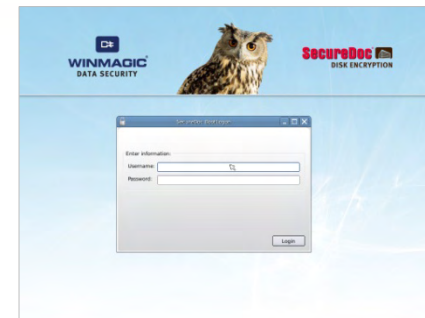 WINMAGIC
DATA SECURITY
SecureDoc
DISK ENCRYPTION
Enter information:
Username:
Password:
Login